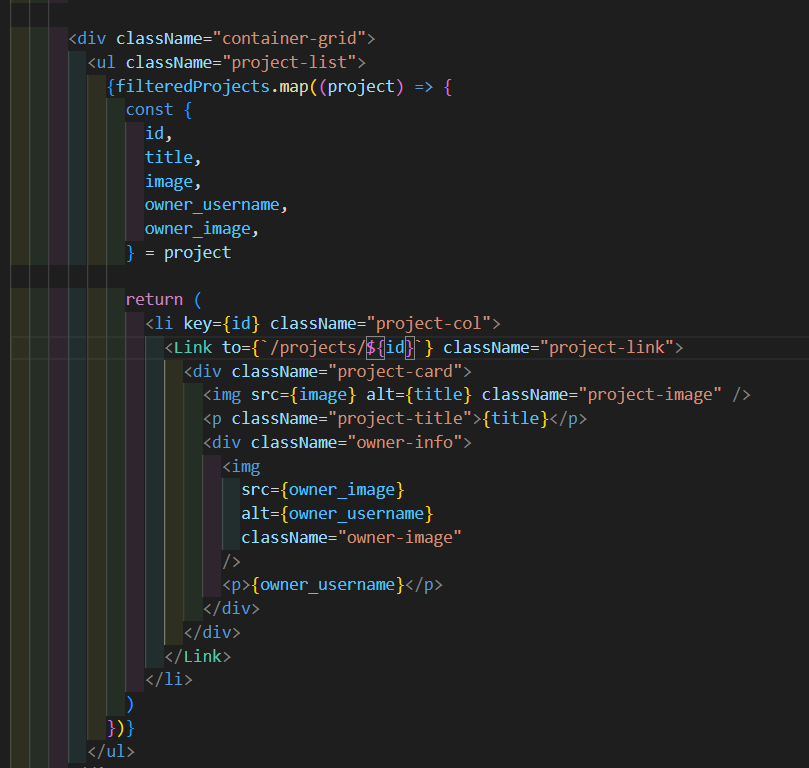 <div className="container-grid">
<ul className="project-list">
{filteredProjects.map((project) => {
const {
id,
title,
image,
owner_username,
owner_image,
} = project
return (
<li key={id} className="project-col">
<Link to={`/projects/${id}`} className="project-link">
<div className="project-card">
<img src={image} alt={title} className="project-image" />
<p className="project-title">{title}</p>
<div className="owner-info">
<img
src={owner_image}
alt={owner_username}
className="owner-image"
/>
<p>{owner_username}</p>
</div>
</div>
</Link>
</li>
)
})}
</ul>